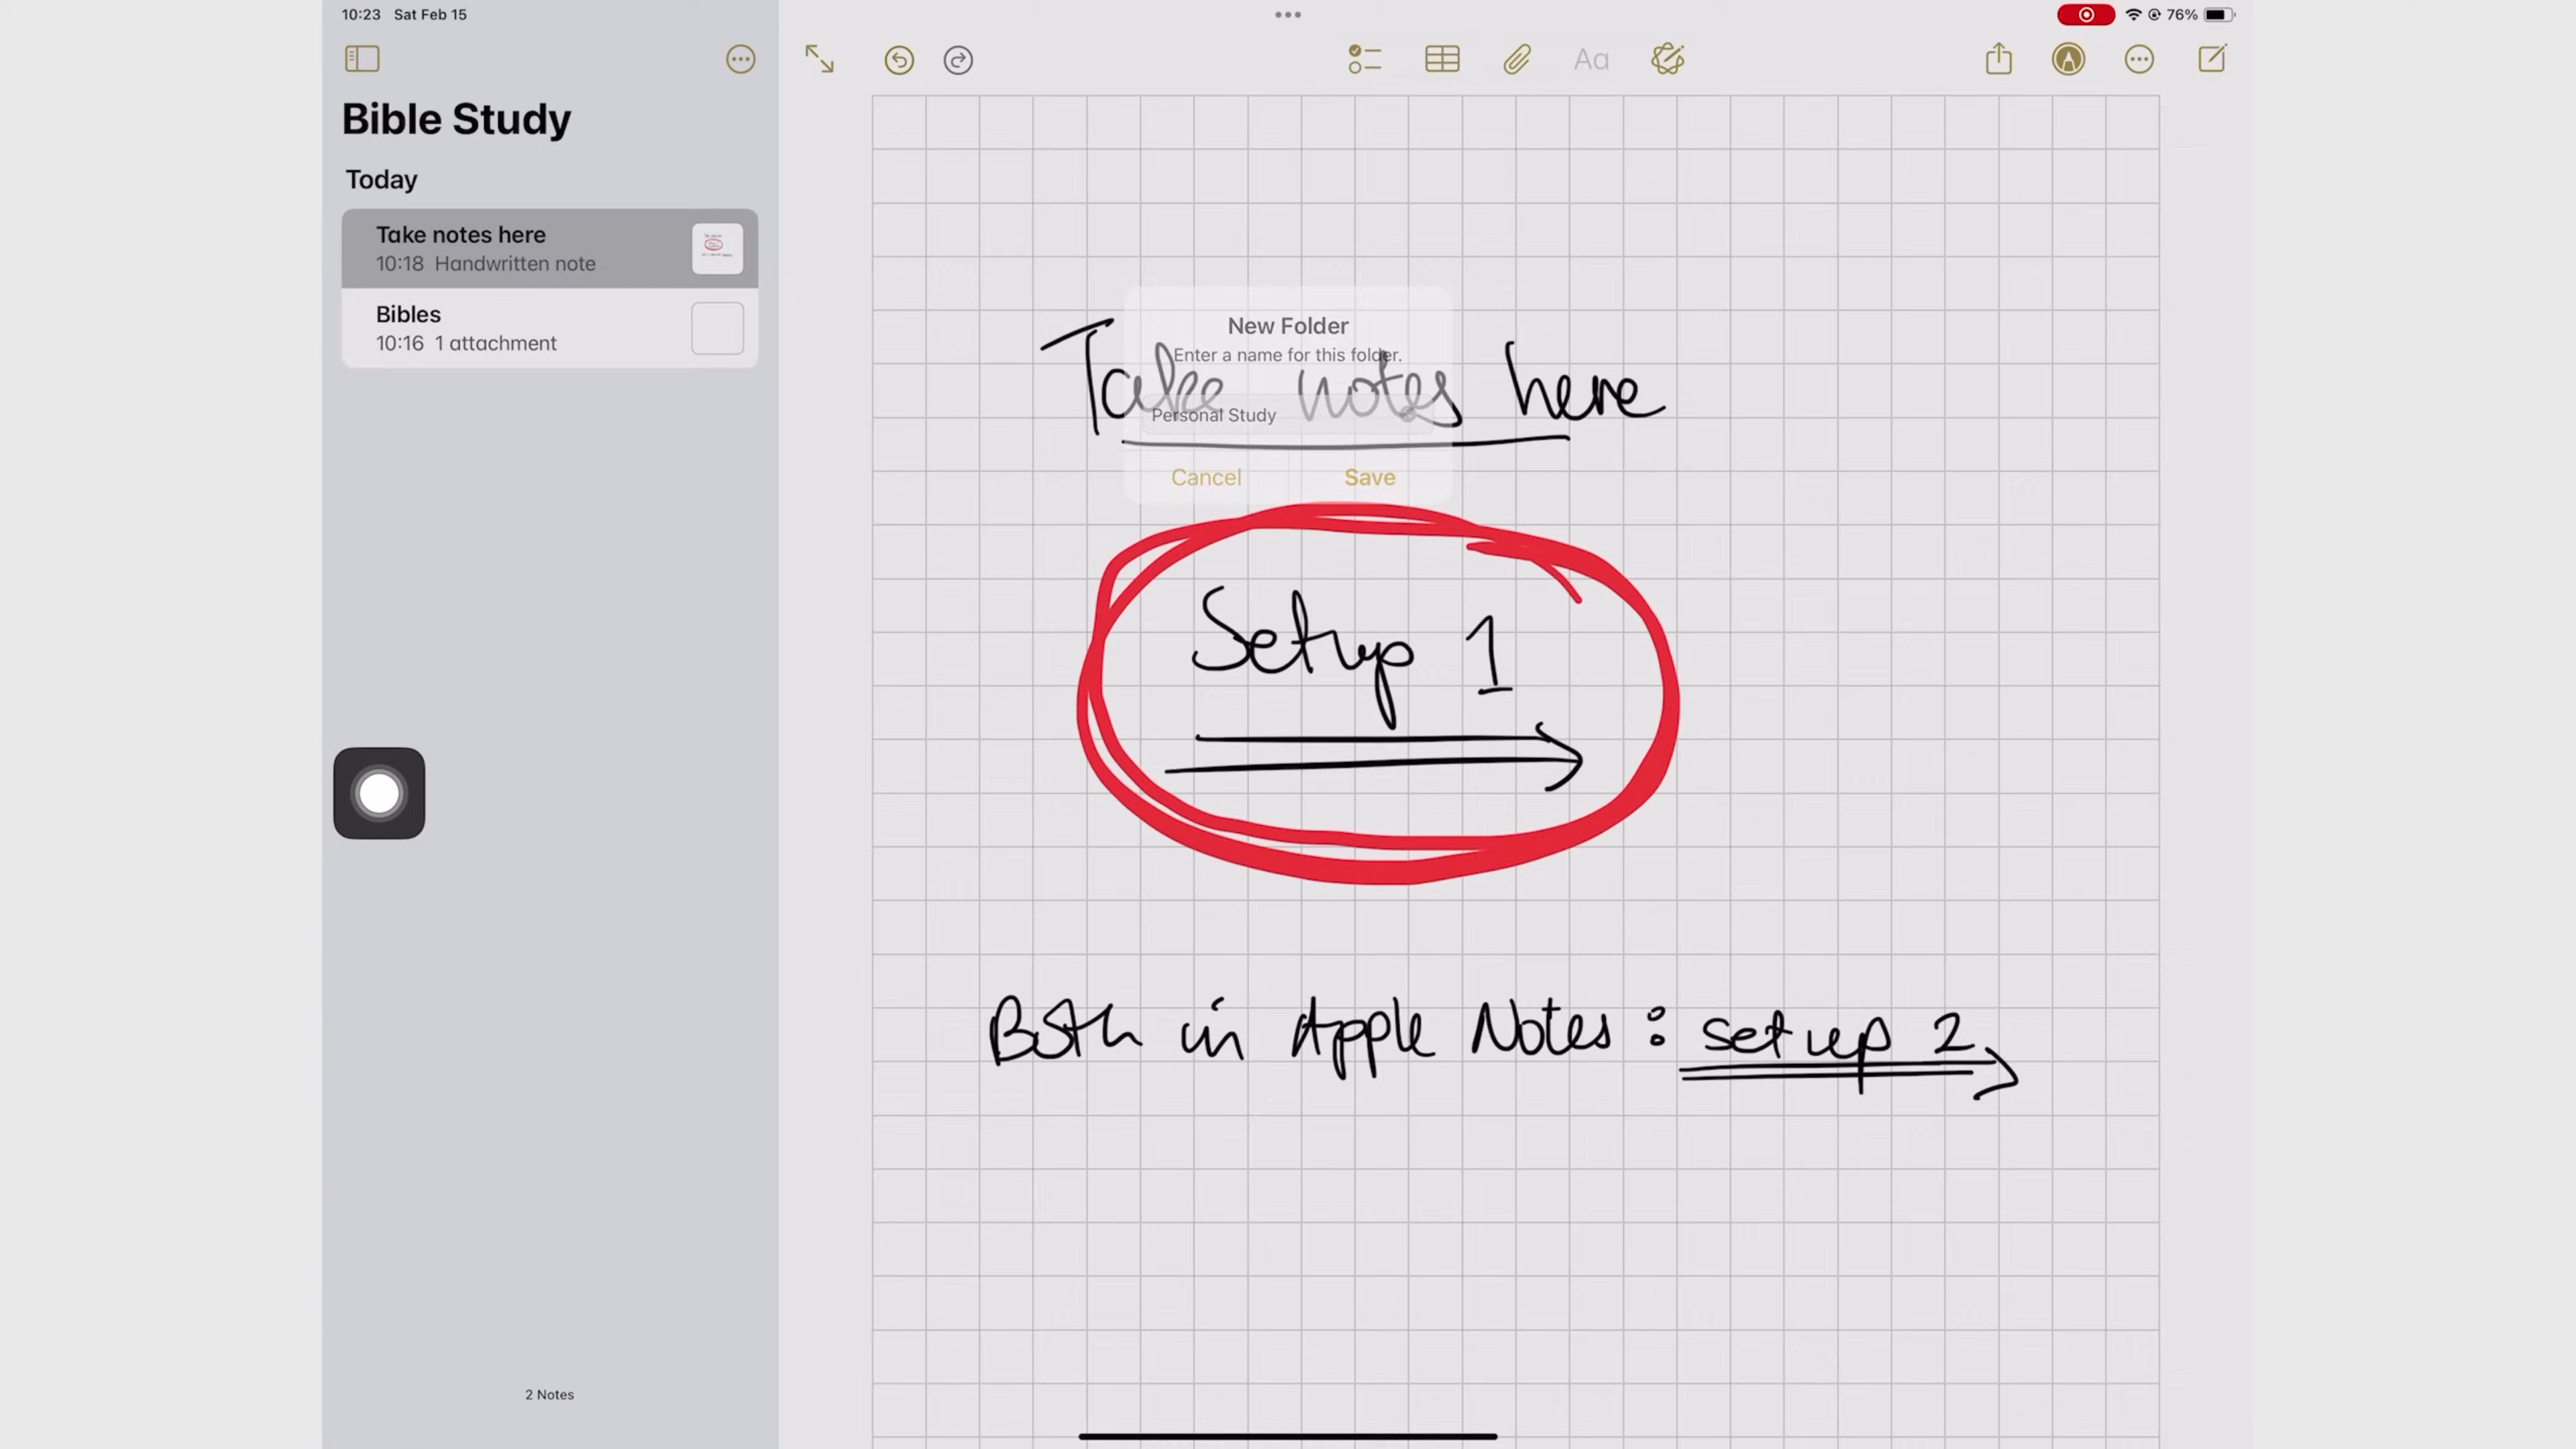 10:23 Sat Feb 15
76%
Bible Study
Today
Take notes here
10:18 Handwritten note
Bibles
10:16 1 attachment
2 Notes
Aa
New Folder
Enter a name for this folder.
Personal Study
Cancel Save
Take notes here
Setup 1
Both in Apple Notes : set up 2